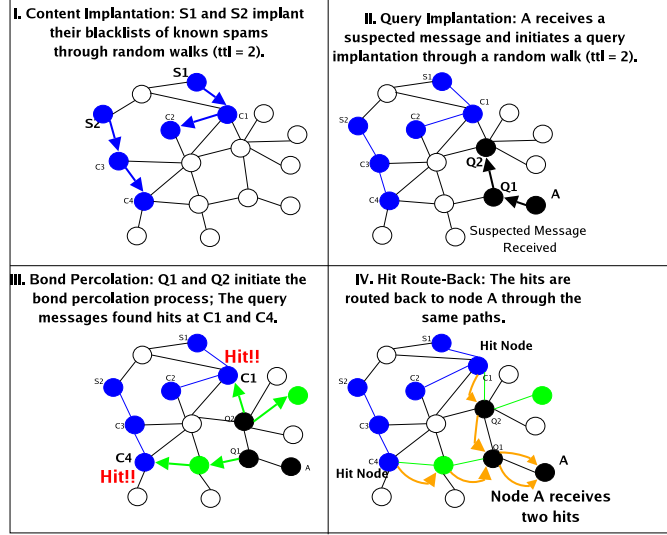 I. Content Implantation: S1 and S2 implant
their blacklists of known spams
through random walks (ttl = 2).
S1
C1
S2
C2
C3
C4
II. Query Implantation: A receives a
suspected message and initiates a query
implantation through a random walk (ttl = 2).
S1
C1
S2
C2
Q2
C3
Q1
A
C4
Suspected Message
Received
III. Bond Percolation: Q1 and Q2 initiate the
bond percolation process; The query
messages found hits at C1 and C4.
S1
Hit!!
C1
S2
C2
Q2
C3
Q1
C4
A
Hit!!
IV. Hit Route-Back: The hits are
routed back to node A through the
same paths.
S1
Hit Node
C1
S2
C2
Q2
C3
Q1
C4
A
Hit Node
Node A receives
two hits